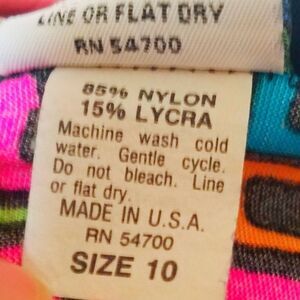 LINE OR FLAT DRY
RN 54700
85% NYLON
15% LYCRA
Machine wash cold
water. Gentle cycle.
Do not bleach. Line
or flat dry.
MADE IN U.S.A.
RN 54700
SIZE 10